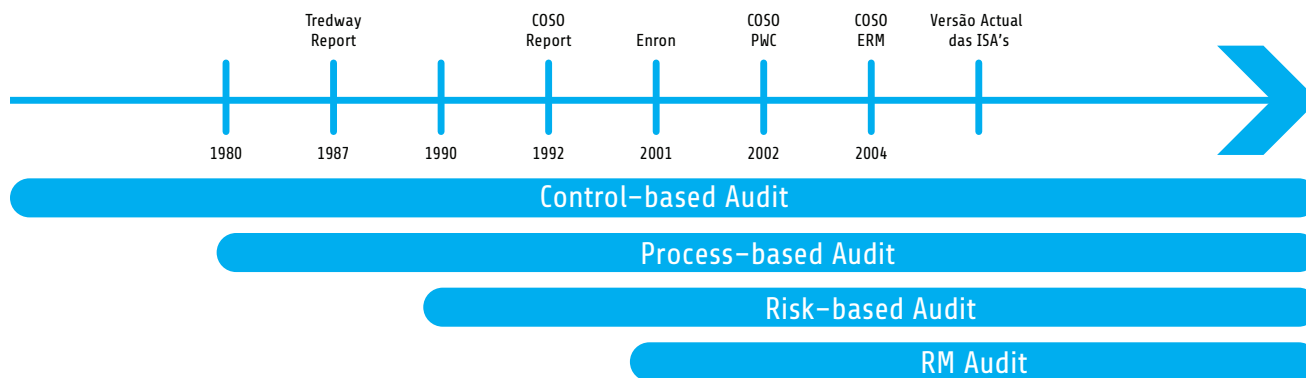 Tredway
Report
COSO
Report
Enron
COSO
PWC
COSO
ERM
Versão Actual
das ISA's
1980
1987
1990
1992
2001
2002
2004
Control-based Audit
Process-based Audit
Risk-based Audit
RM Audit